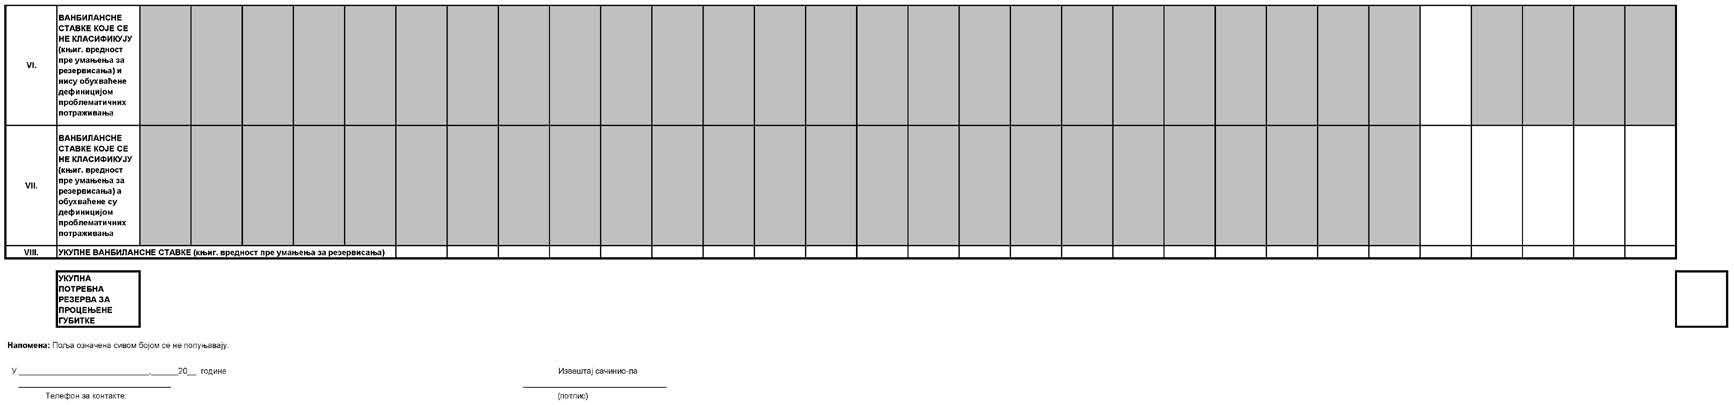 VI.
ВАНБИЛАНСНЕ
СТАВКЕ КОЈЕ СЕ
НЕ КЛАСИФИКУЈУ
(књиг. вредност
пре умањења за
резервисања) и
нису обухваћене
дефиницијом
проблематичних
потраживања
VII.
ВАНБИЛАНСНЕ
СТАВКЕ КОЈЕ СЕ
НЕ КЛАСИФИКУЈУ
(књиг. вредност
пре умањења за
резервисања) а
обухваћене су
дефиницијом
проблематичних
потраживања
VIII. УКУПНЕ ВАНБИЛАНСНЕ СТАВКЕ (књиг. вредност пре умањења за резервисања)
УКУПНА
ПОТРЕБНА
РЕЗЕРВА ЗА
ПРОЦЕЊЕНЕ
ГУБИТКЕ
Напомена: Поља означена сивом бојом се не попуњавају.
У ____________________________,______20__ године
Извештај сачинио-ла
Телефон за контакте:
(потпис)